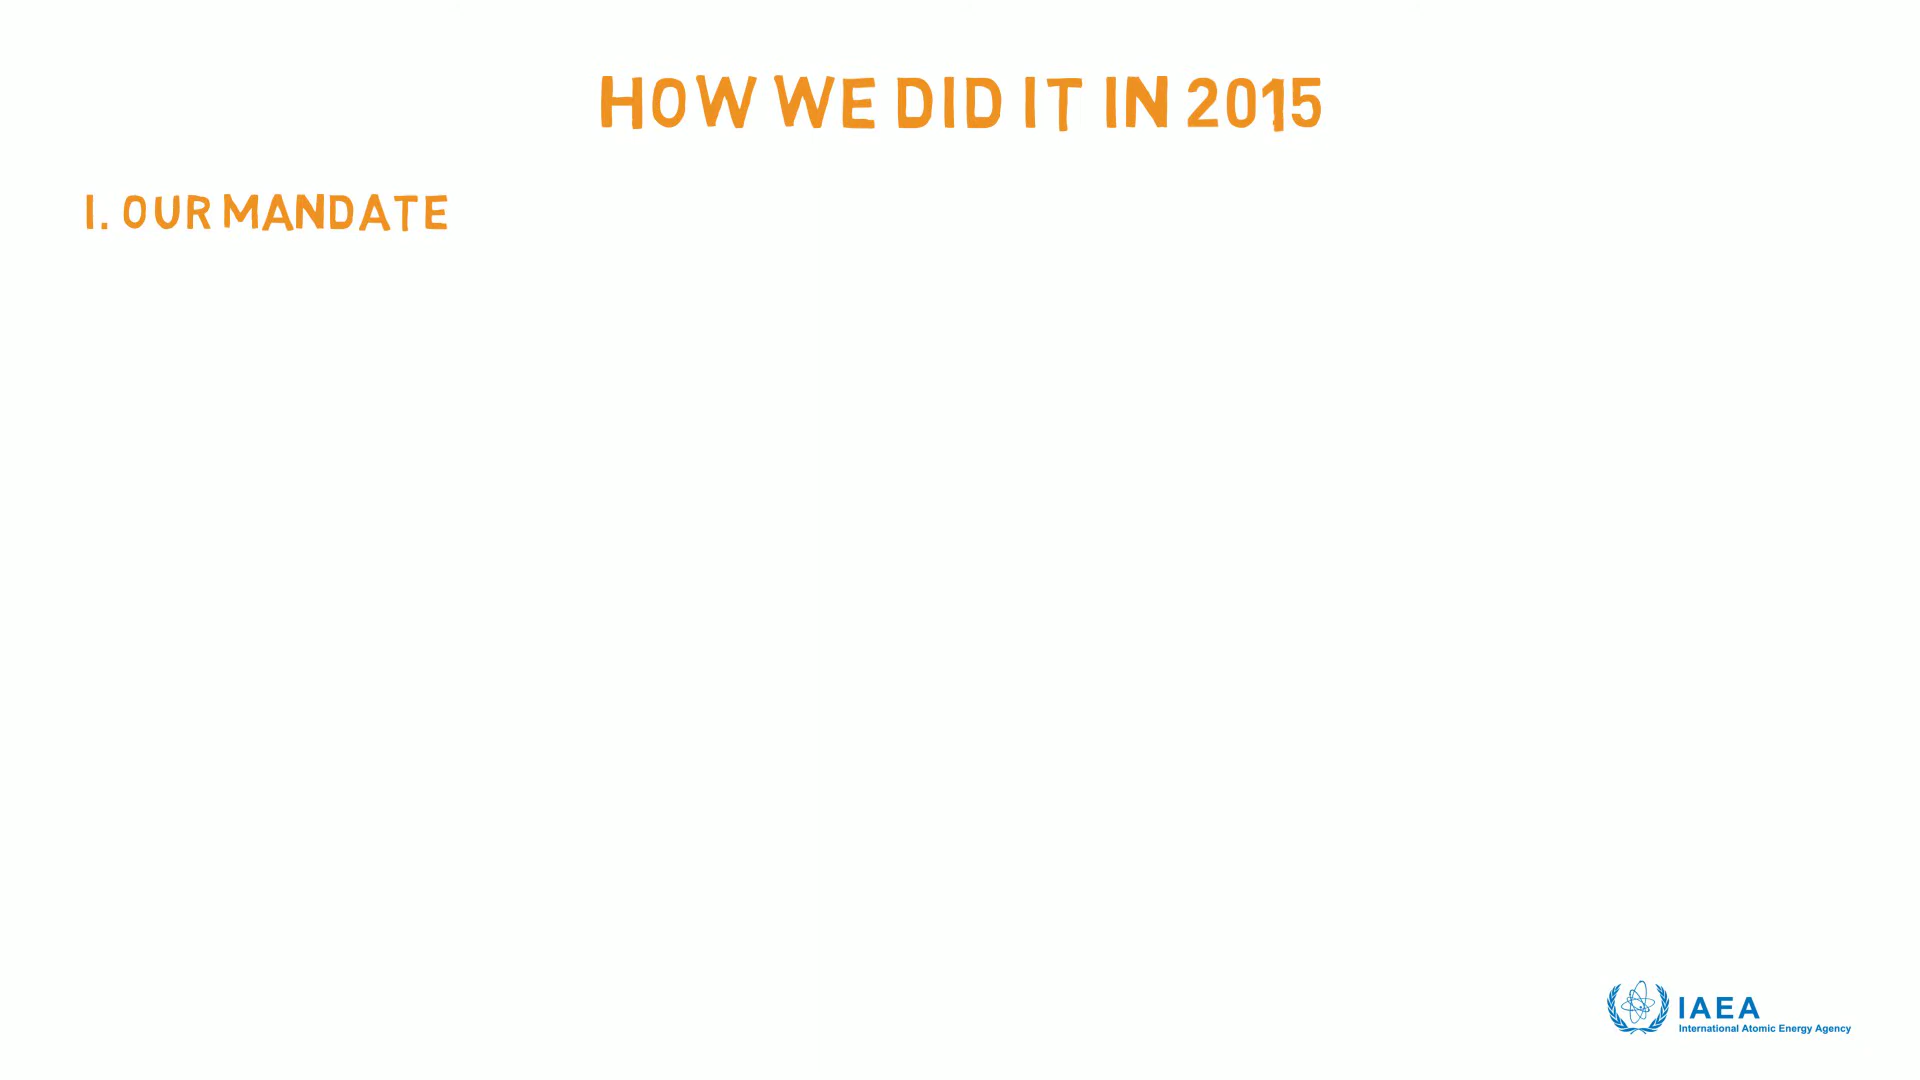 HOW WE DID IT IN 2015
I. OUR MANDATE
IAEA
International Atomic Energy Agency